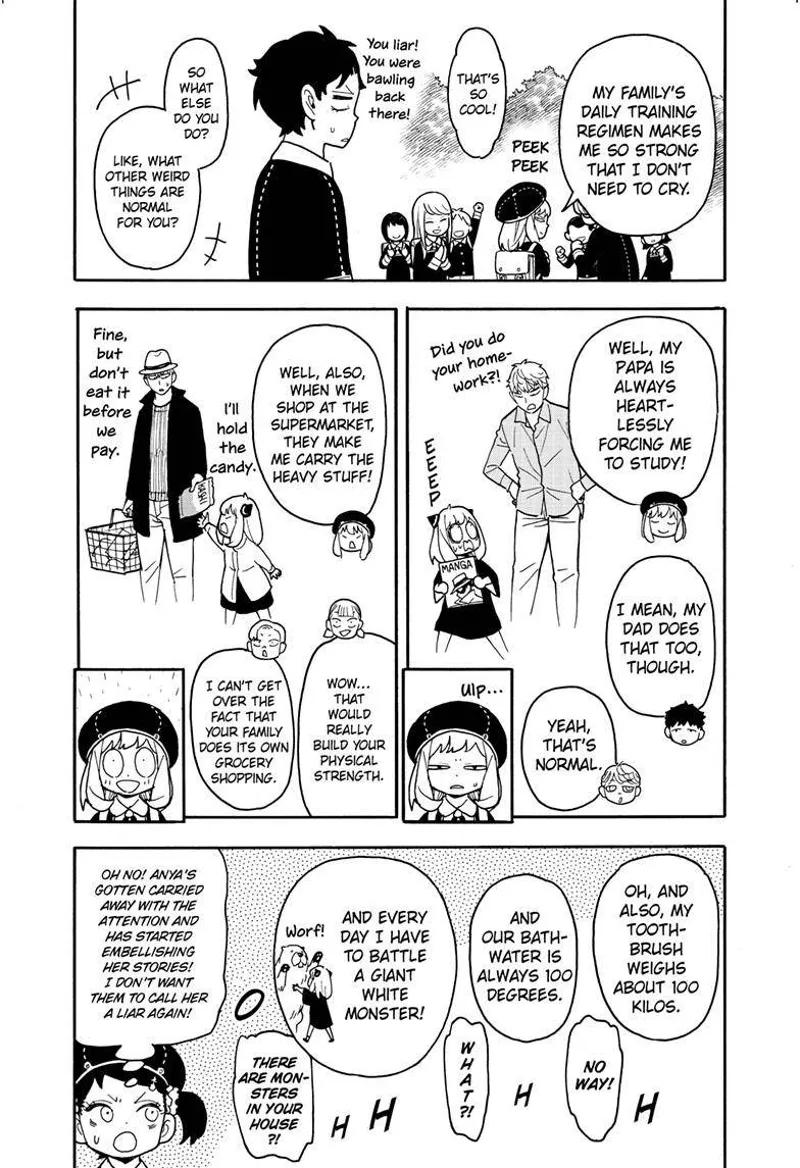 MY FAMILY'S
DAILY TRAINING
REGIMEN MAKES
ME SO STRONG
THAT I DON'T
NEED TO CRY.
PEEK
PEEK
THAT'S
SO
COOL!
You liar!
You were
bawling
back
there!
SO
WHAT
ELSE
DO YOU
DO?
LIKE, WHAT
OTHER WEIRD
THINGS ARE
NORMAL
FOR YOU?
WELL, MY
PAPA IS
ALWAYS
HEART-
LESSLY
FORCING ME
TO STUDY!
Did you do
your home-
work?!
EEEP
MANGA
I MEAN, MY
DAD DOES
THAT TOO,
THOUGH.
YEAH,
THAT'S
NORMAL.
Ulp...
WELL, ALSO,
WHEN WE
SHOP AT THE
SUPERMARKET,
THEY MAKE
ME CARRY THE
HEAVY STUFF!
I'll
hold
the
candy.
Fine,
but
don't
eat it
before
we
pay.
WOW...
THAT
WOULD
REALLY
BUILD YOUR
PHYSICAL
STRENGTH.
I CAN'T GET
OVER THE
FACT THAT
YOUR FAMILY
DOES ITS OWN
GROCERY
SHOPPING.
OH, AND
ALSO, MY
TOOTH-
BRUSH
WEIGHS
ABOUT 100
KILOS.
NO
WAY!
AND
OUR BATH-
WATER IS
ALWAYS 100
DEGREES.
WHAT?!
AND EVERY
DAY I HAVE
TO BATTLE
A GIANT
WHITE
MONSTER!
Worf!
THERE
ARE MON-
STERS
IN YOUR
HOUSE
?!
H
H
H
H
O
OH NO! ANYA'S
GOTTEN CARRIED
AWAY WITH THE
ATTENTION AND
HAS STARTED
EMBELLISHING
HER STORIES!
I DON'T WANT
THEM TO CALL HER
A LIAR AGAIN!